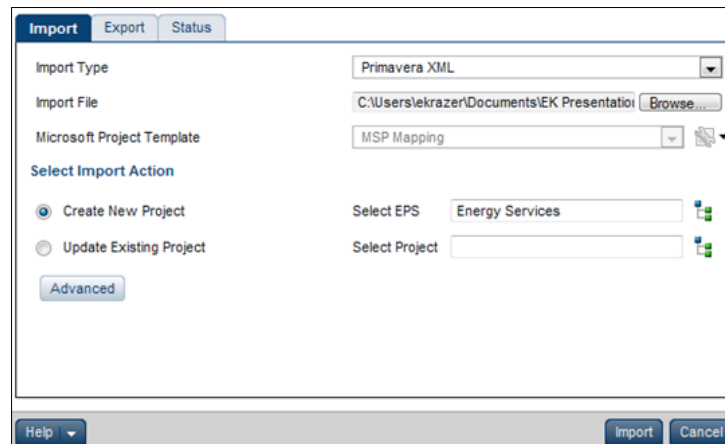 Import Export Status
Import Type Primavera XML
Import File C:\Users\ekrazer\Documents\EK Presentation Browse...
Microsoft Project Template MSP Mapping
Select Import Action
Create New Project Select EPS Energy Services
Update Existing Project Select Project
Advanced
Help Import Cancel